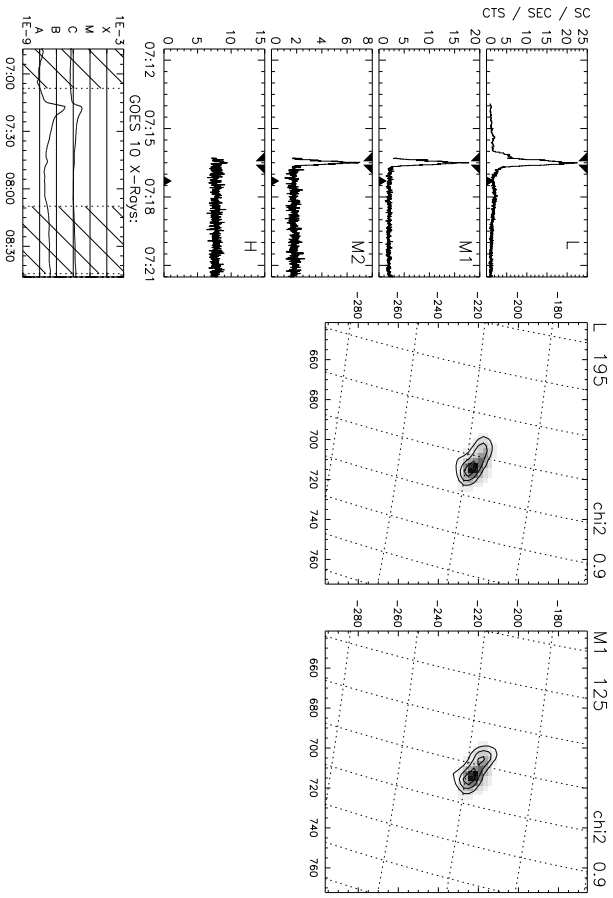 CTS / SEC / SC
25
20
15
10
5
0
L
20
15
10
5
0
M1
8
6
4
2
0
M2
15
10
5
0
H
07:12 07:15 07:18 07:21
GOES 10 X-Rays:
1E-3
X
M
C
B
A
1E-9
07:00 07:30 08:00 08:30
L 195 chi2 0.9
-180
-200
-220
-240
-260
-280
660 680 700 720 740 760
M1 125 chi2 0.9
-180
-200
-220
-240
-260
-280
660 680 700 720 740 760